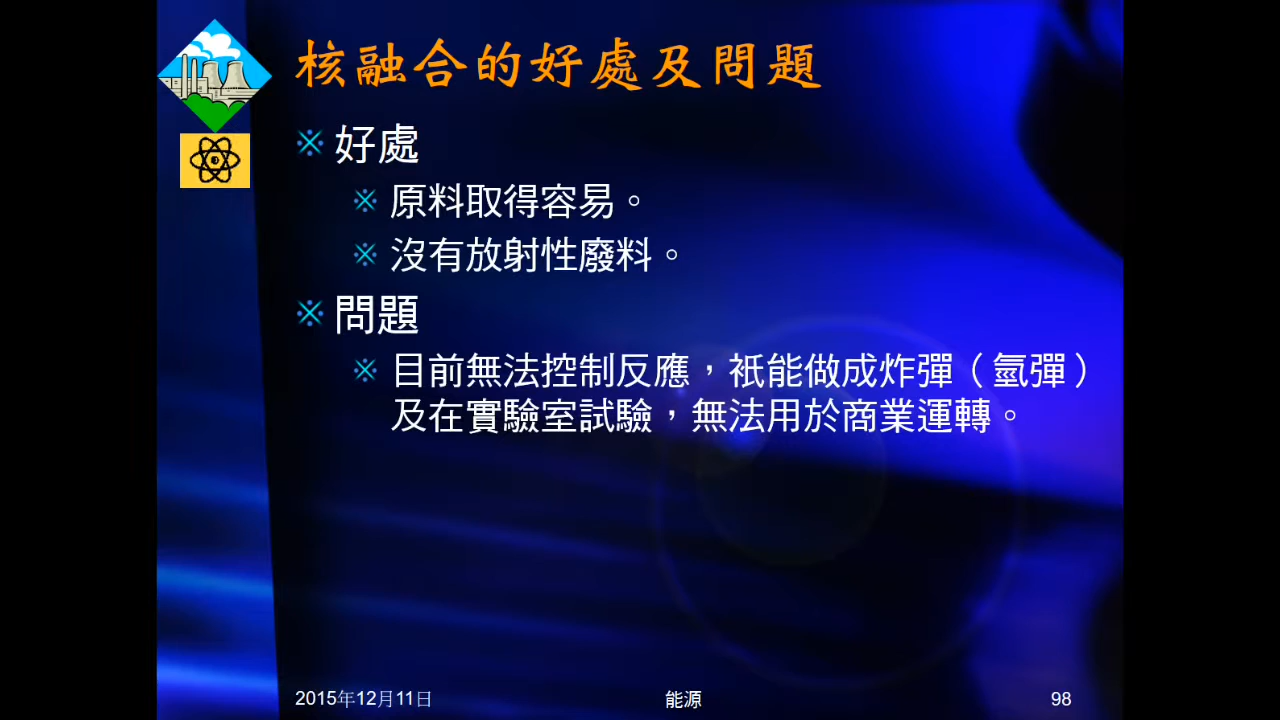 核融合的好處及問題
※ 好處
※ 原料取得容易。
※ 沒有放射性廢料。
※ 問題
※ 目前無法控制反應，祇能做成炸彈（氫彈）
及在實驗室試驗，無法用於商業運轉。
2015年12月11日 能源 98